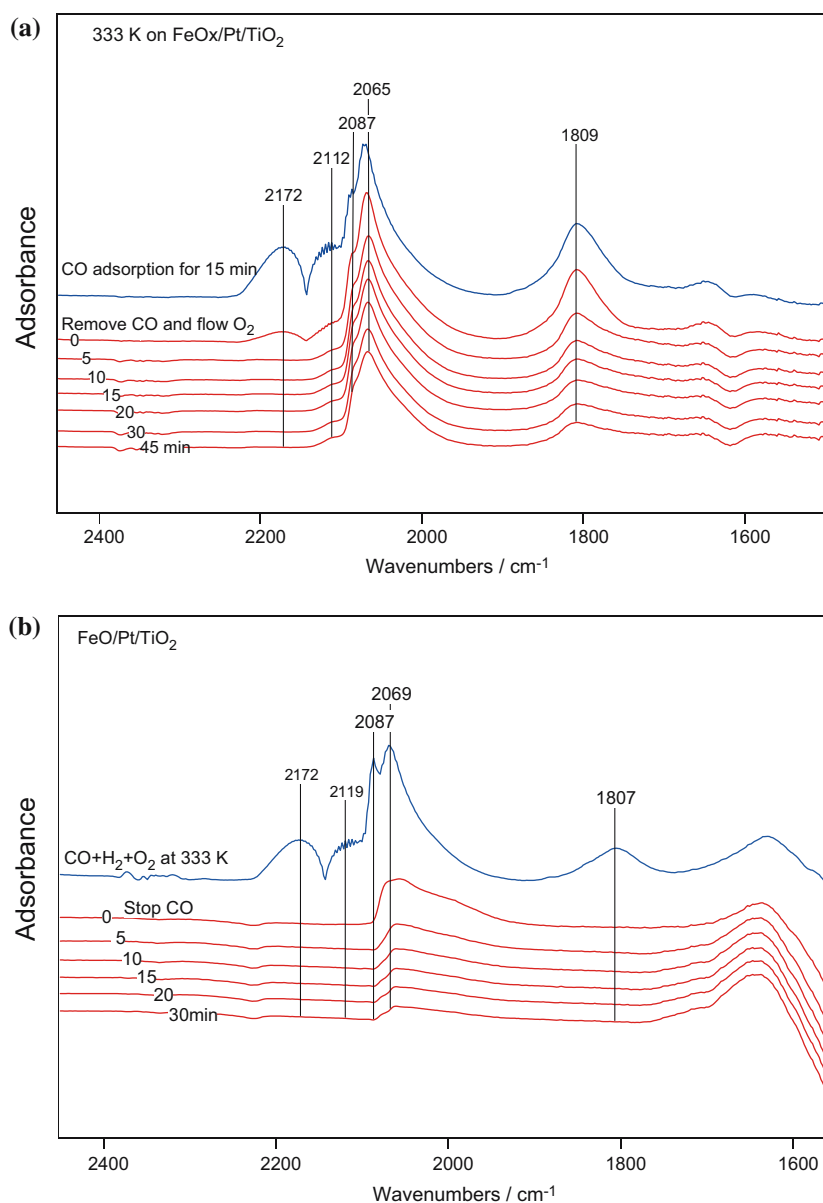 (a)
333 K on FeOx/Pt/TiO₂
2065
2087
2112
2172
1809
CO adsorption for 15 min
Remove CO and flow O₂
0
5
10
15
20
30
45 min
Adsorbance
2400 2200 2000 1800 1600
Wavenumbers / cm⁻¹
(b)
FeO/Pt/TiO₂
2069
2087
2172
2119
1807
CO+H₂+O₂ at 333 K
0 Stop CO
5
10
15
20
30min
Adsorbance
2400 2200 2000 1800 1600
Wavenumbers / cm⁻¹